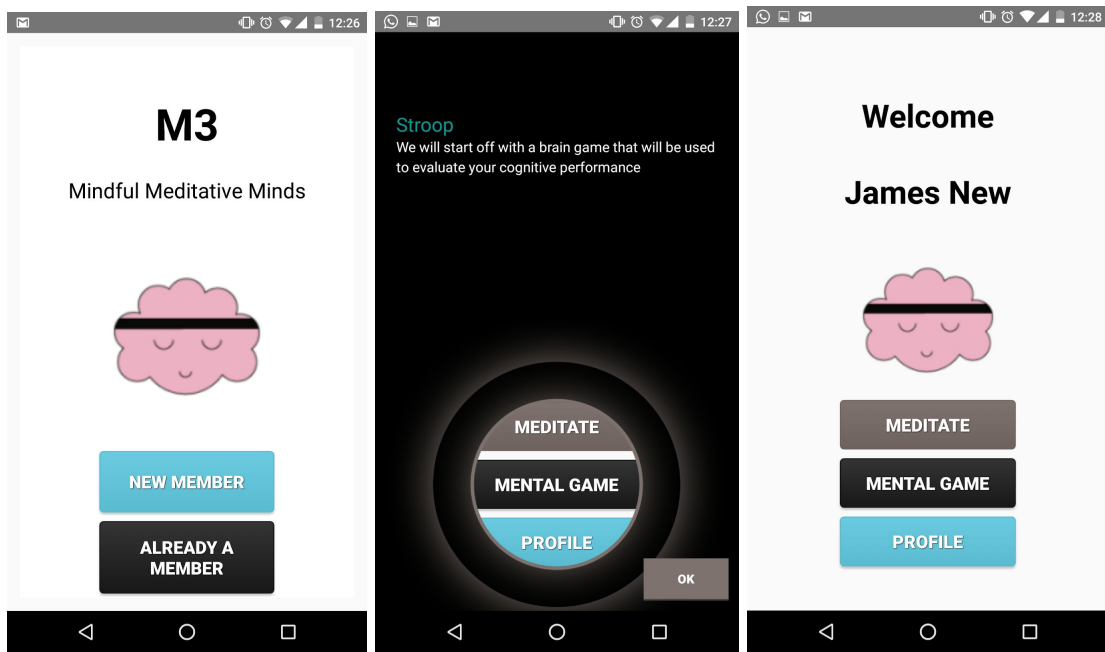 12:26
M3
Mindful Meditative Minds
NEW MEMBER
ALREADY A
MEMBER
12:27
Stroop
We will start off with a brain game that will be used
to evaluate your cognitive performance
MEDITATE
MENTAL GAME
PROFILE
OK
12:28
Welcome
James New
MEDITATE
MENTAL GAME
PROFILE